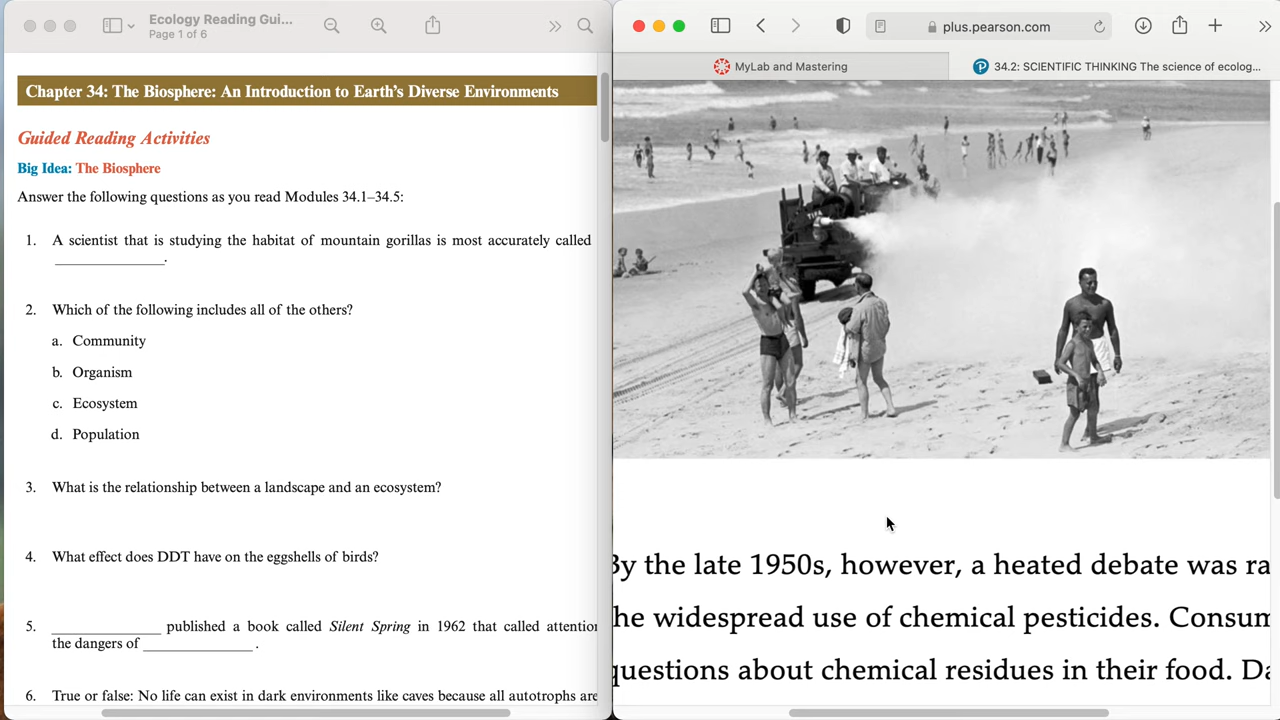 Ecology Reading Gui...
Page 1 of 6
Chapter 34: The Biosphere: An Introduction to Earth's Diverse Environments
Guided Reading Activities
Big Idea: The Biosphere
Answer the following questions as you read Modules 34.1–34.5:
1. A scientist that is studying the habitat of mountain gorillas is most accurately called
_______________.
2. Which of the following includes all of the others?
a. Community
b. Organism
c. Ecosystem
d. Population
3. What is the relationship between a landscape and an ecosystem?
4. What effect does DDT have on the eggshells of birds?
5. _______________ published a book called Silent Spring in 1962 that called attention
the dangers of _______________ .
6. True or false: No life can exist in dark environments like caves because all autotrophs are
plus.pearson.com
MyLab and Mastering
34.2: SCIENTIFIC THINKING The science of ecolog...
By the late 1950s, however, a heated debate was ra
he widespread use of chemical pesticides. Consum
questions about chemical residues in their food. Da